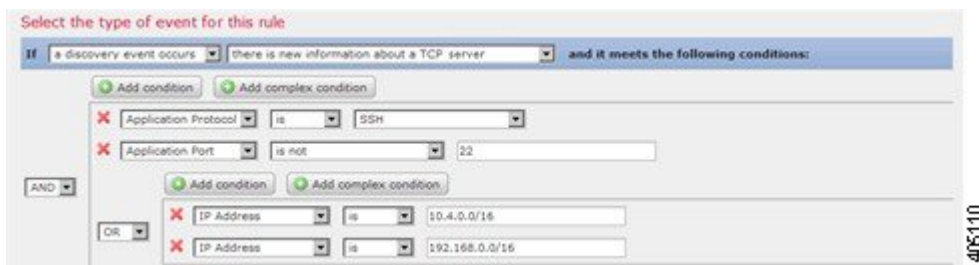 Select the type of event for this rule
If a discovery event occurs there is new information about a TCP server and it meets the following conditions:
Add condition Add complex condition
Application Protocol is SSH
Application Port is not 22
AND
Add condition Add complex condition
IP Address is 10.4.0.0/16
OR
IP Address is 192.168.0.0/16
405110